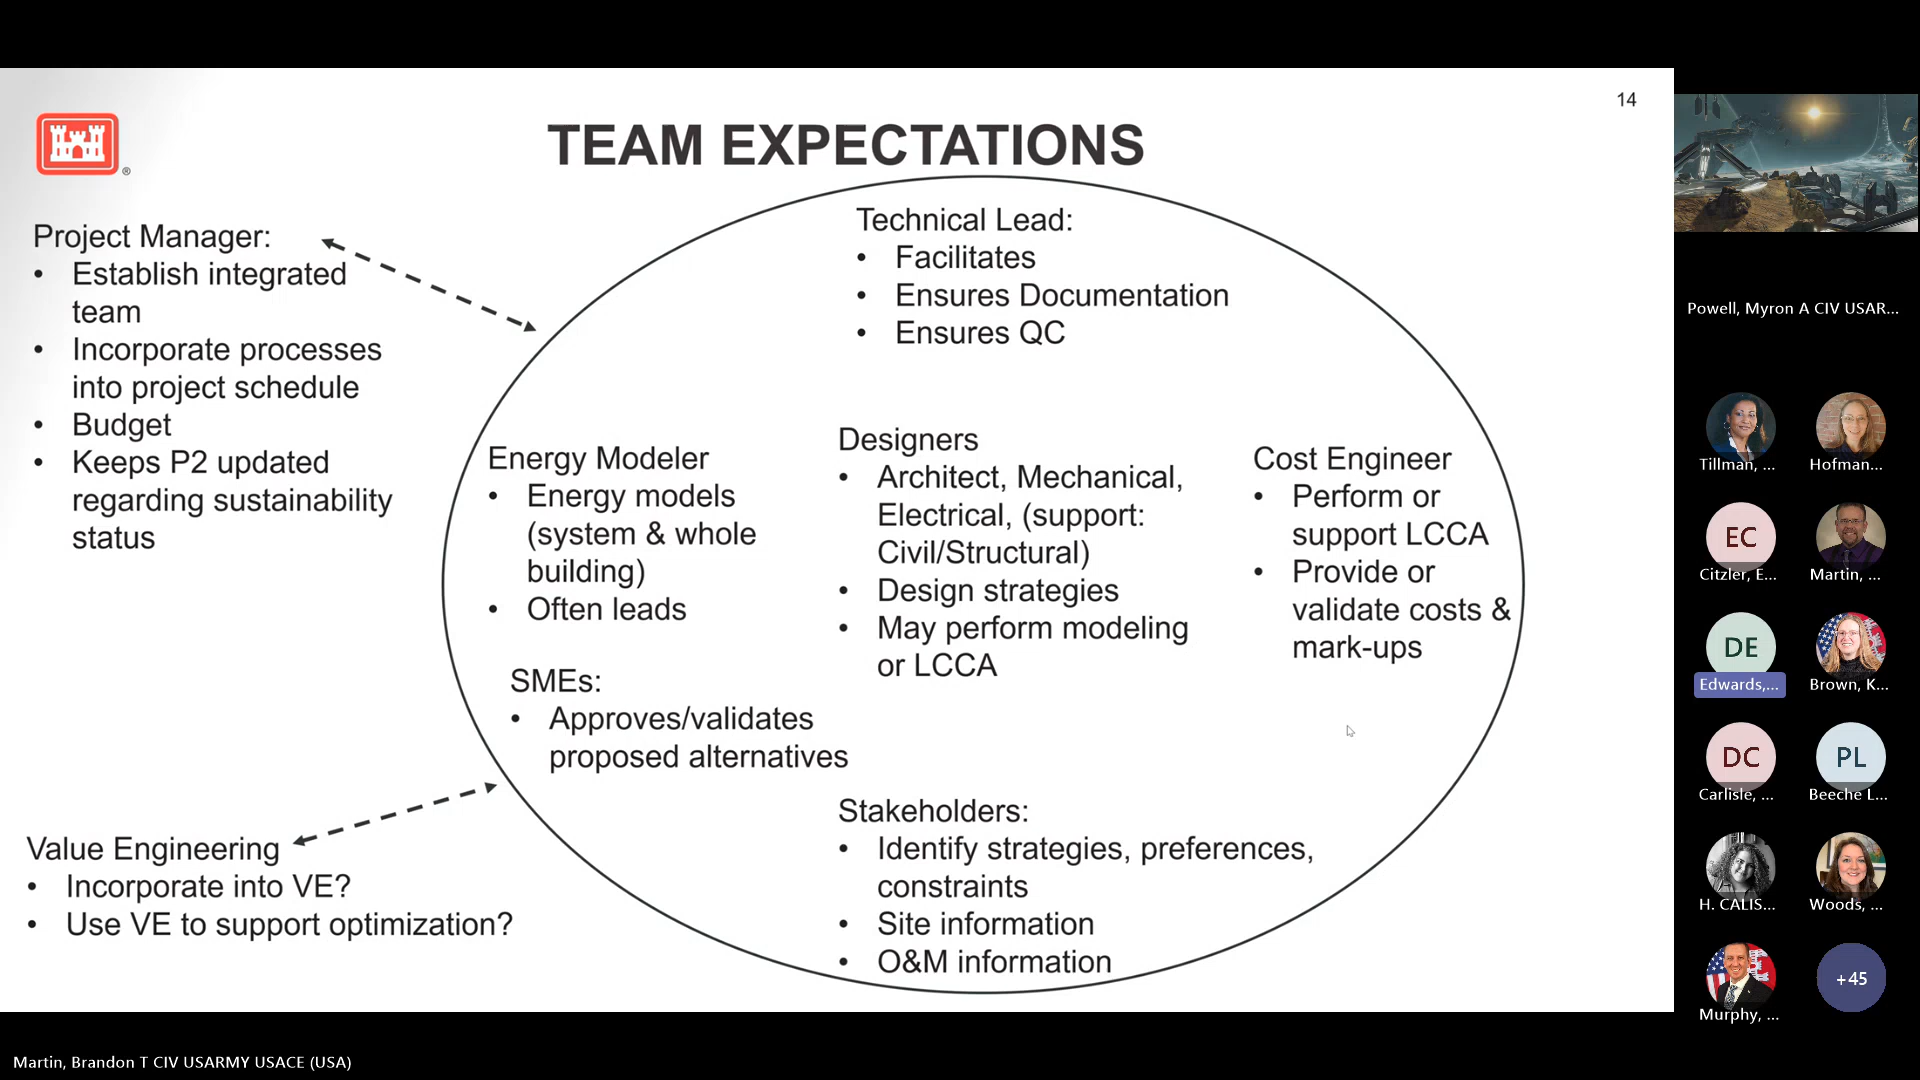 14
TEAM EXPECTATIONS
®
Project Manager:
• Establish integrated
team
• Incorporate processes
into project schedule
• Budget
• Keeps P2 updated
regarding sustainability
status
Technical Lead:
• Facilitates
• Ensures Documentation
• Ensures QC
Energy Modeler
• Energy models
(system & whole
building)
• Often leads
Designers
• Architect, Mechanical,
Electrical, (support:
Civil/Structural)
• Design strategies
• May perform modeling
or LCCA
Cost Engineer
• Perform or
support LCCA
• Provide or
validate costs &
mark-ups
SMEs:
• Approves/validates
proposed alternatives
Stakeholders:
• Identify strategies, preferences,
constraints
• Site information
• O&M information
Value Engineering
• Incorporate into VE?
• Use VE to support optimization?
Powell, Myron A CIV USAR...
Tillman, ...
Hofman...
EC
Citzler, E...
Martin, ...
DE
Edwards,...
Brown, K...
DC
Carlisle, ...
PL
Beeche L...
H. CALIS...
Woods, ...
Murphy, ...
+45
Martin, Brandon T CIV USARMY USACE (USA)